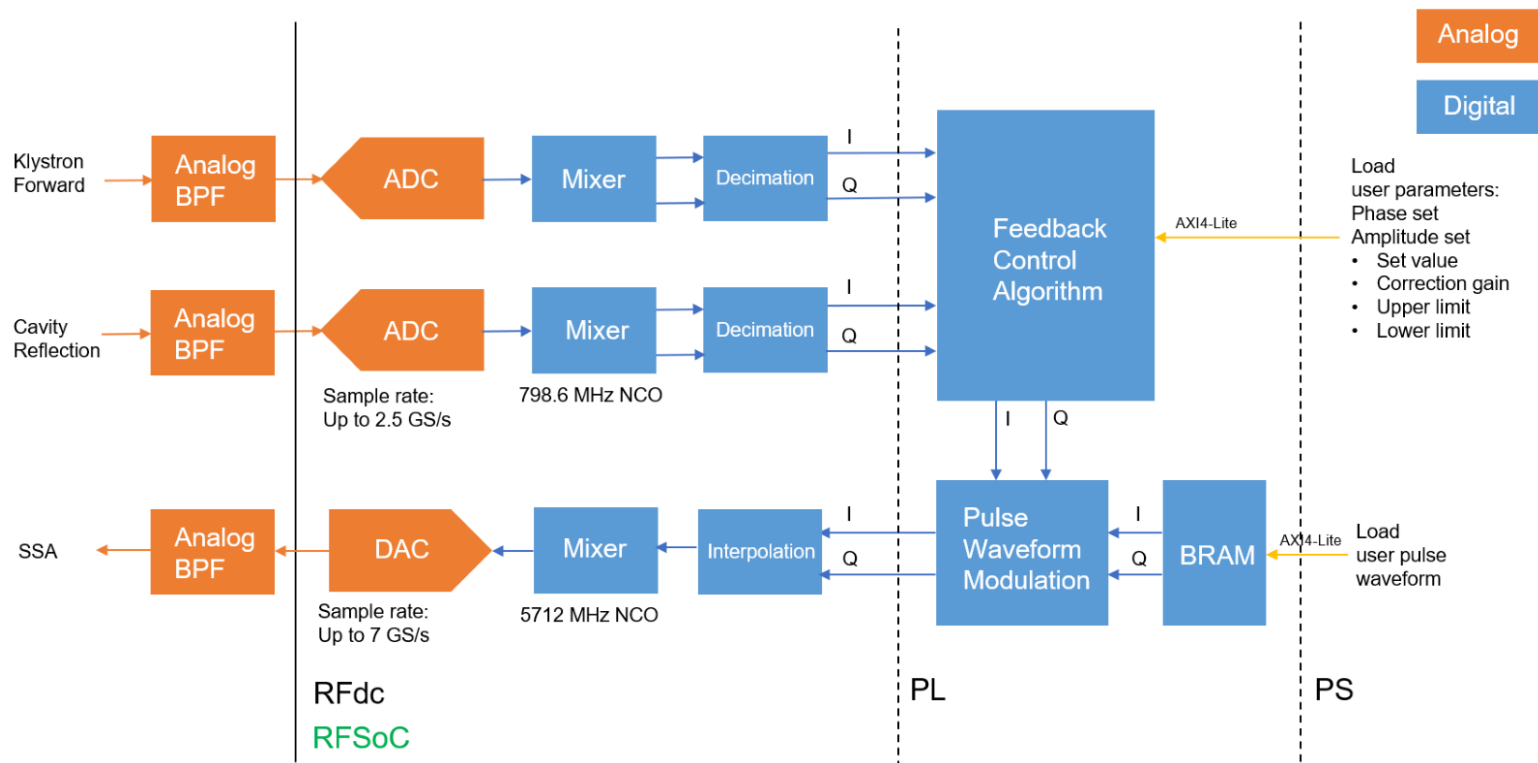 Analog
Digital
Klystron
Forward
Analog
BPF
ADC
Mixer
Decimation
I
Q
Feedback
Control
Algorithm
AXI4-Lite
Load
user parameters:
Phase set
Amplitude set
• Set value
• Correction gain
• Upper limit
• Lower limit
Cavity
Reflection
Analog
BPF
ADC
Mixer
Decimation
I
Q
Sample rate:
Up to 2.5 GS/s
798.6 MHz NCO
I
Q
SSA
Analog
BPF
DAC
Mixer
Interpolation
I
Q
Pulse
Waveform
Modulation
I
Q
BRAM
AXI4-Lite
Load
user pulse
waveform
Sample rate:
Up to 7 GS/s
5712 MHz NCO
RFdc
RFSoC
PL
PS